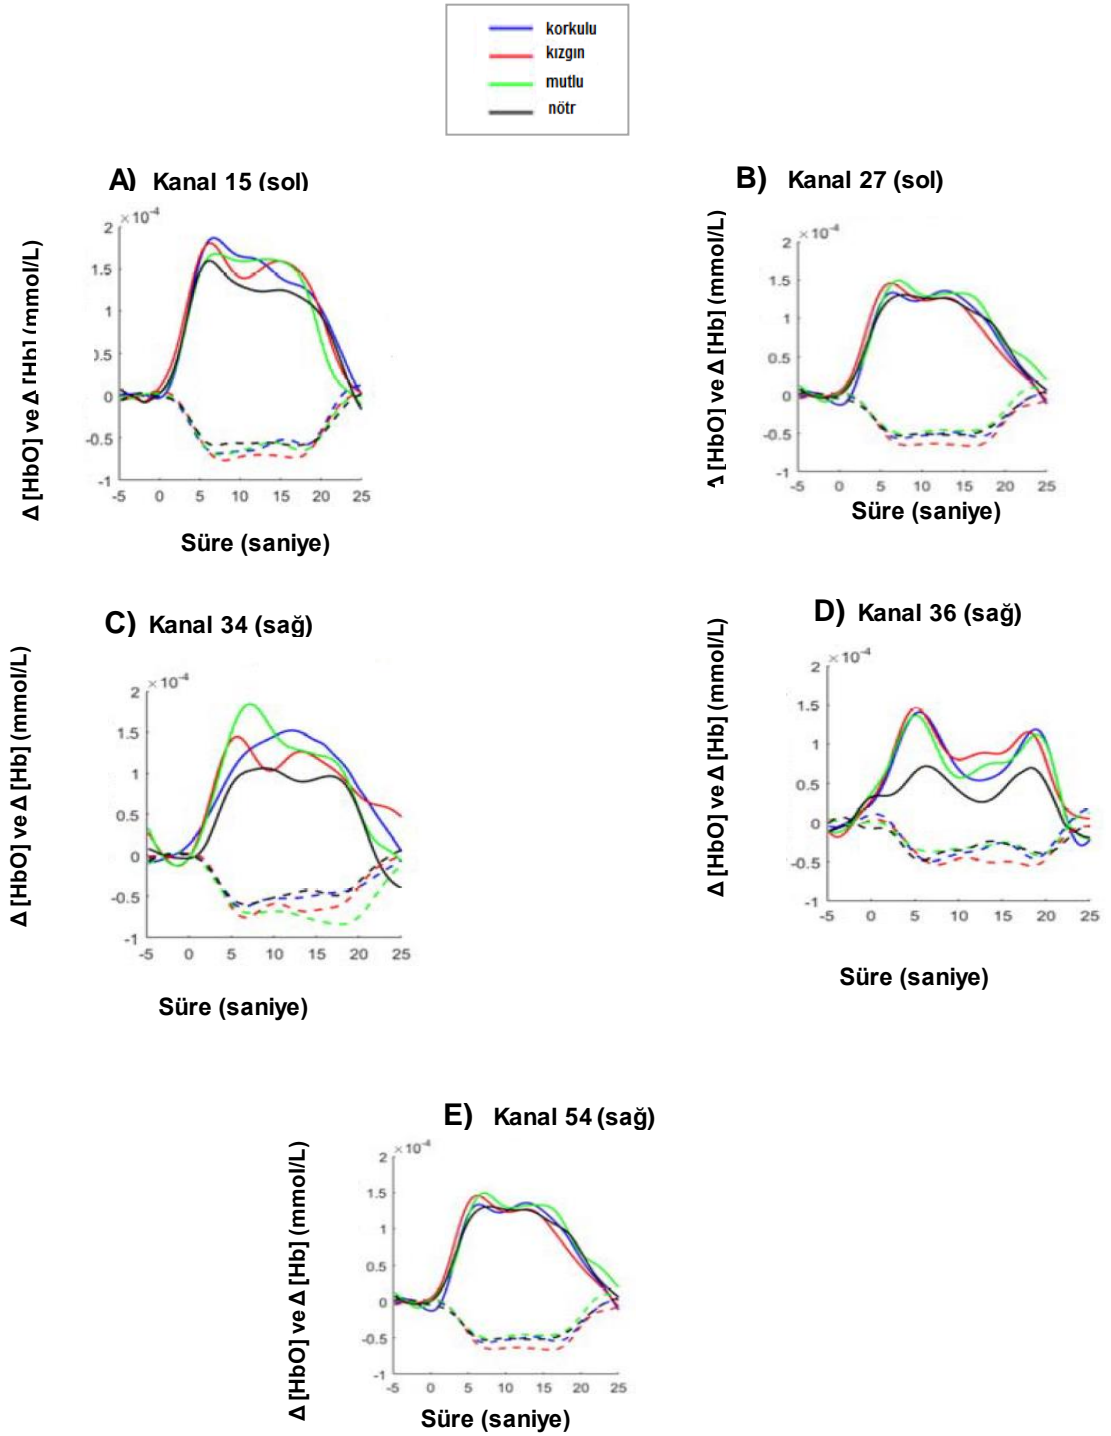 korkulu
kızgın
mutlu
nötr
A) Kanal 15 (sol)
×10-4
2
1.5
1
0.5
0
-0.5
-1
-5 0 5 10 15 20 25
Δ [HbO] ve Δ [Hb] (mmol/L)
Süre (saniye)
B) Kanal 27 (sol)
×10-4
2
1.5
1
0.5
0
-0.5
-1
-5 0 5 10 15 20 25
Δ [HbO] ve Δ [Hb] (mmol/L)
Süre (saniye)
C) Kanal 34 (sağ)
×10-4
2
1.5
1
0.5
0
-0.5
-1
-5 0 5 10 15 20 25
Δ [HbO] ve Δ [Hb] (mmol/L)
Süre (saniye)
D) Kanal 36 (sağ)
×10-4
2
1.5
1
0.5
0
-0.5
-1
-5 0 5 10 15 20 25
Δ [HbO] ve Δ [Hb] (mmol/L)
Süre (saniye)
E) Kanal 54 (sağ)
×10-4
2
1.5
1
0.5
0
-0.5
-1
-5 0 5 10 15 20 25
Δ [HbO] ve Δ [Hb] (mmol/L)
Süre (saniye)